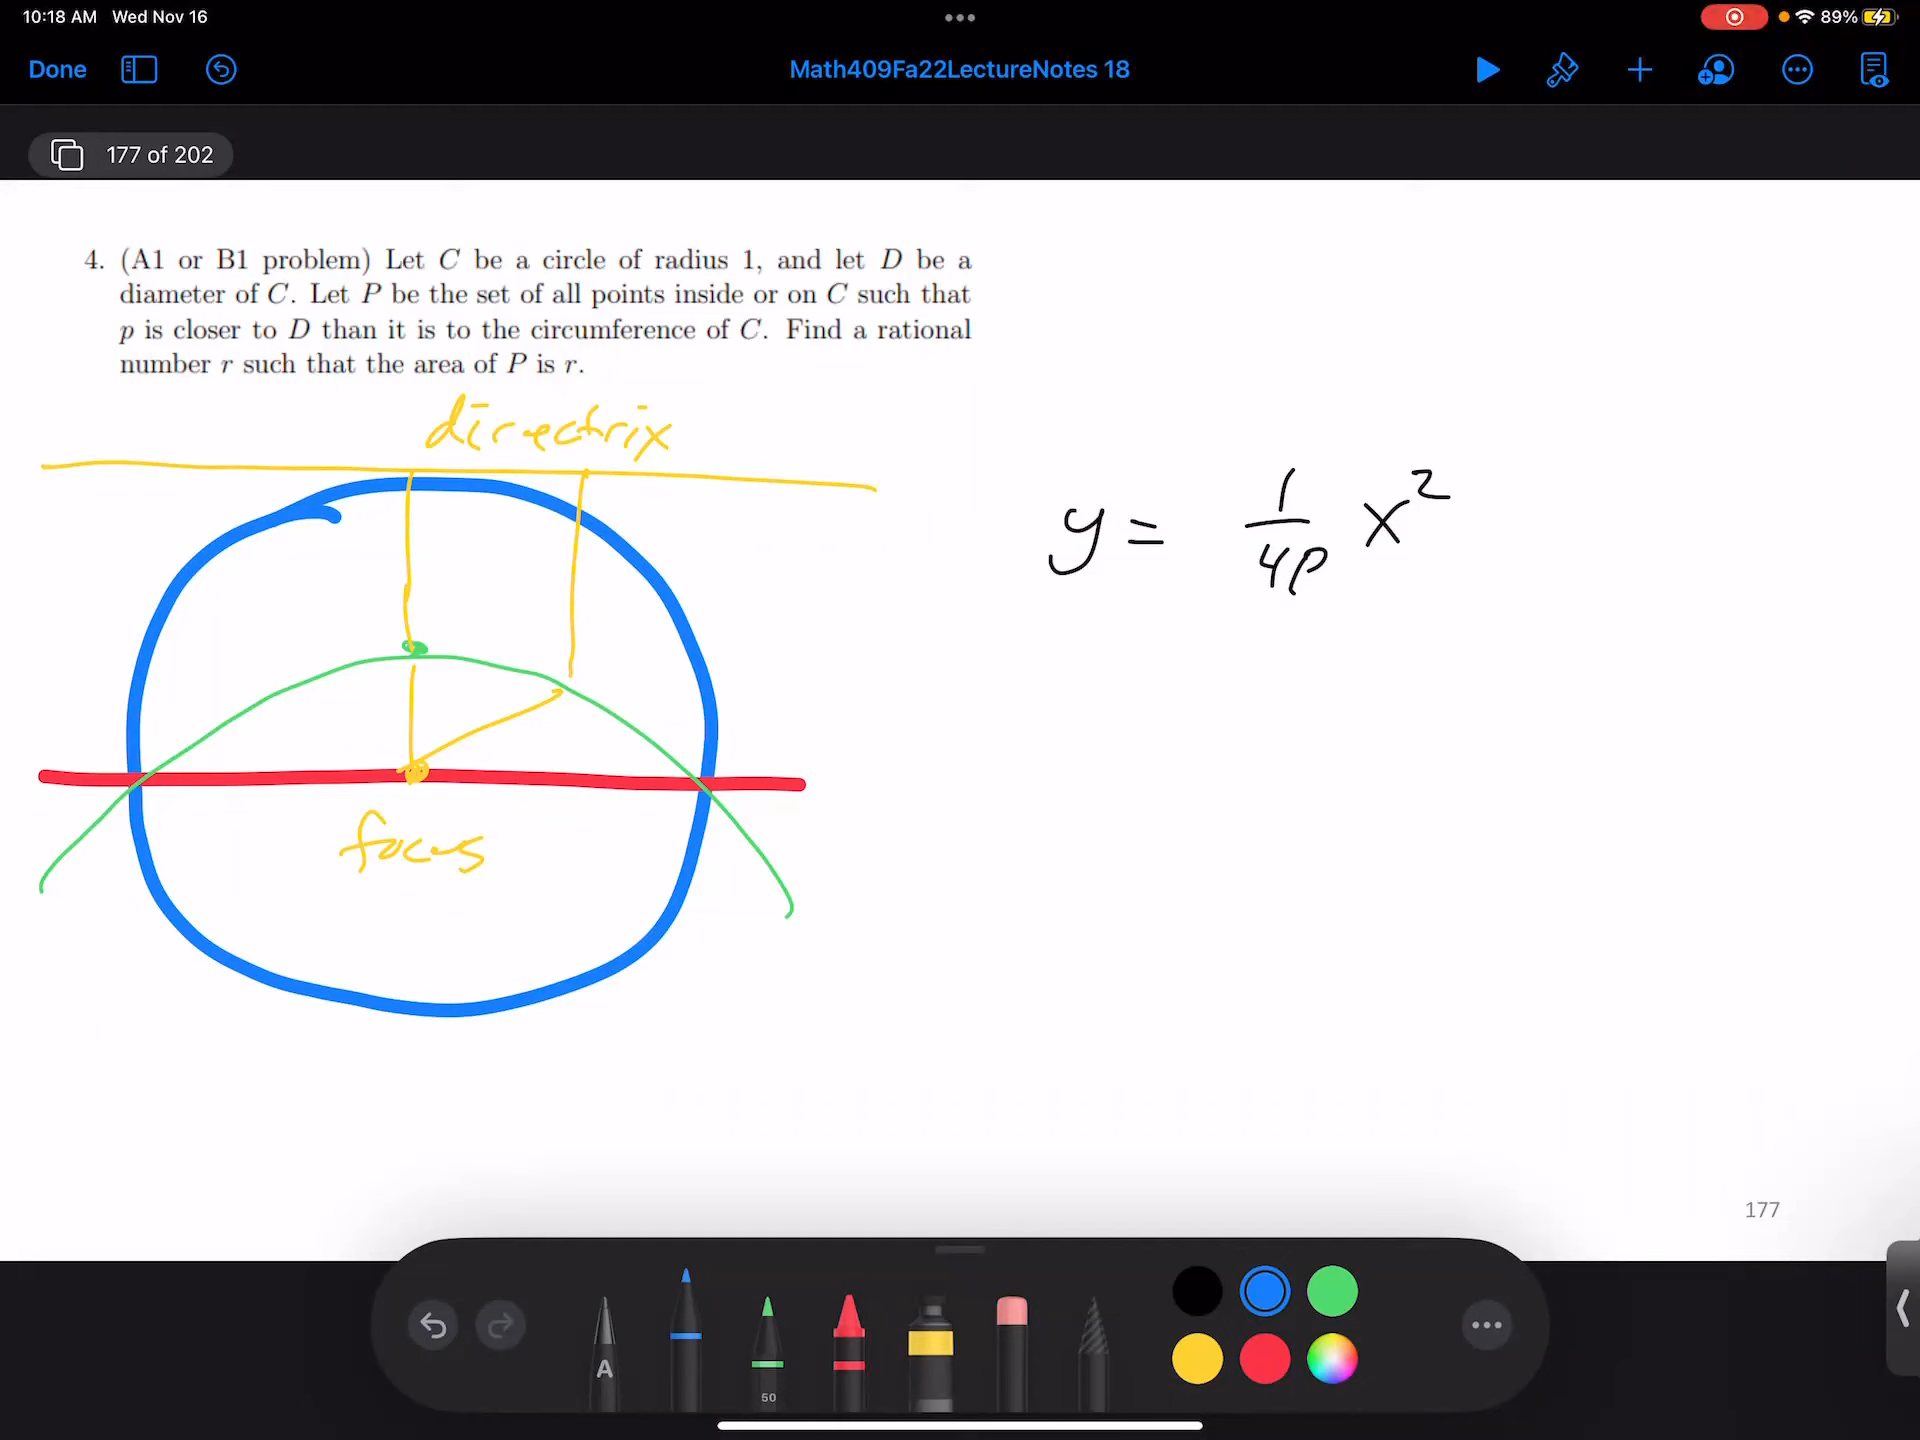 10:18 AM Wed Nov 16
89%
Done
Math409Fa22LectureNotes 18
177 of 202
4. (A1 or B1 problem) Let C be a circle of radius 1, and let D be a
diameter of C. Let P be the set of all points inside or on C such that
p is closer to D than it is to the circumference of C. Find a rational
number r such that the area of P is r.
directrix
y = 1/4p x²
focus
177
A
50